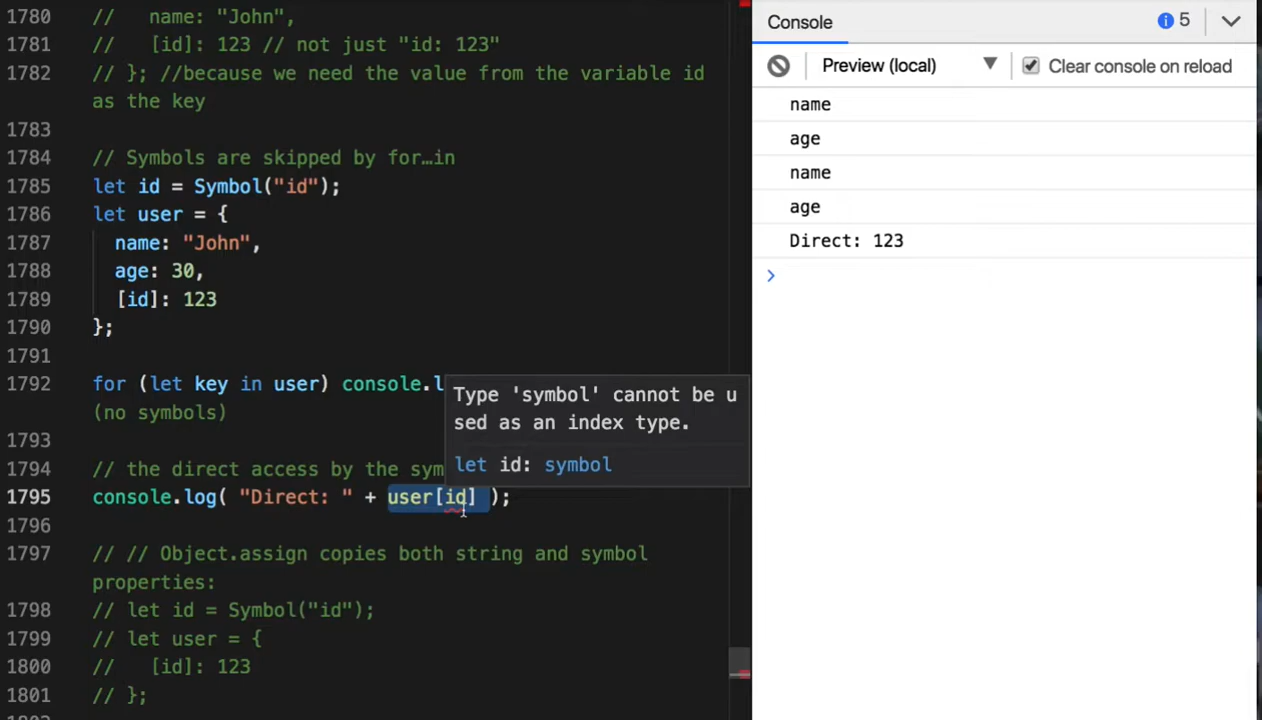 1780 //   name: "John",
1781 //   [id]: 123 // not just "id: 123"
1782 // }; //because we need the value from the variable id
as the key
1783
1784 // Symbols are skipped by for…in
1785 let id = Symbol("id");
1786 let user = {
1787   name: "John",
1788   age: 30,
1789   [id]: 123
1790 };
1791
1792 for (let key in user) console.l
(no symbols)
1793
1794 // the direct access by the sym
1795 console.log( "Direct: " + user[id] );
1796
1797 // // Object.assign copies both string and symbol
properties:
1798 // let id = Symbol("id");
1799 // let user = {
1800 //   [id]: 123
1801 // };
Type 'symbol' cannot be u
sed as an index type.
let id: symbol
Console
5
Preview (local)
Clear console on reload
name
age
name
age
Direct: 123
>